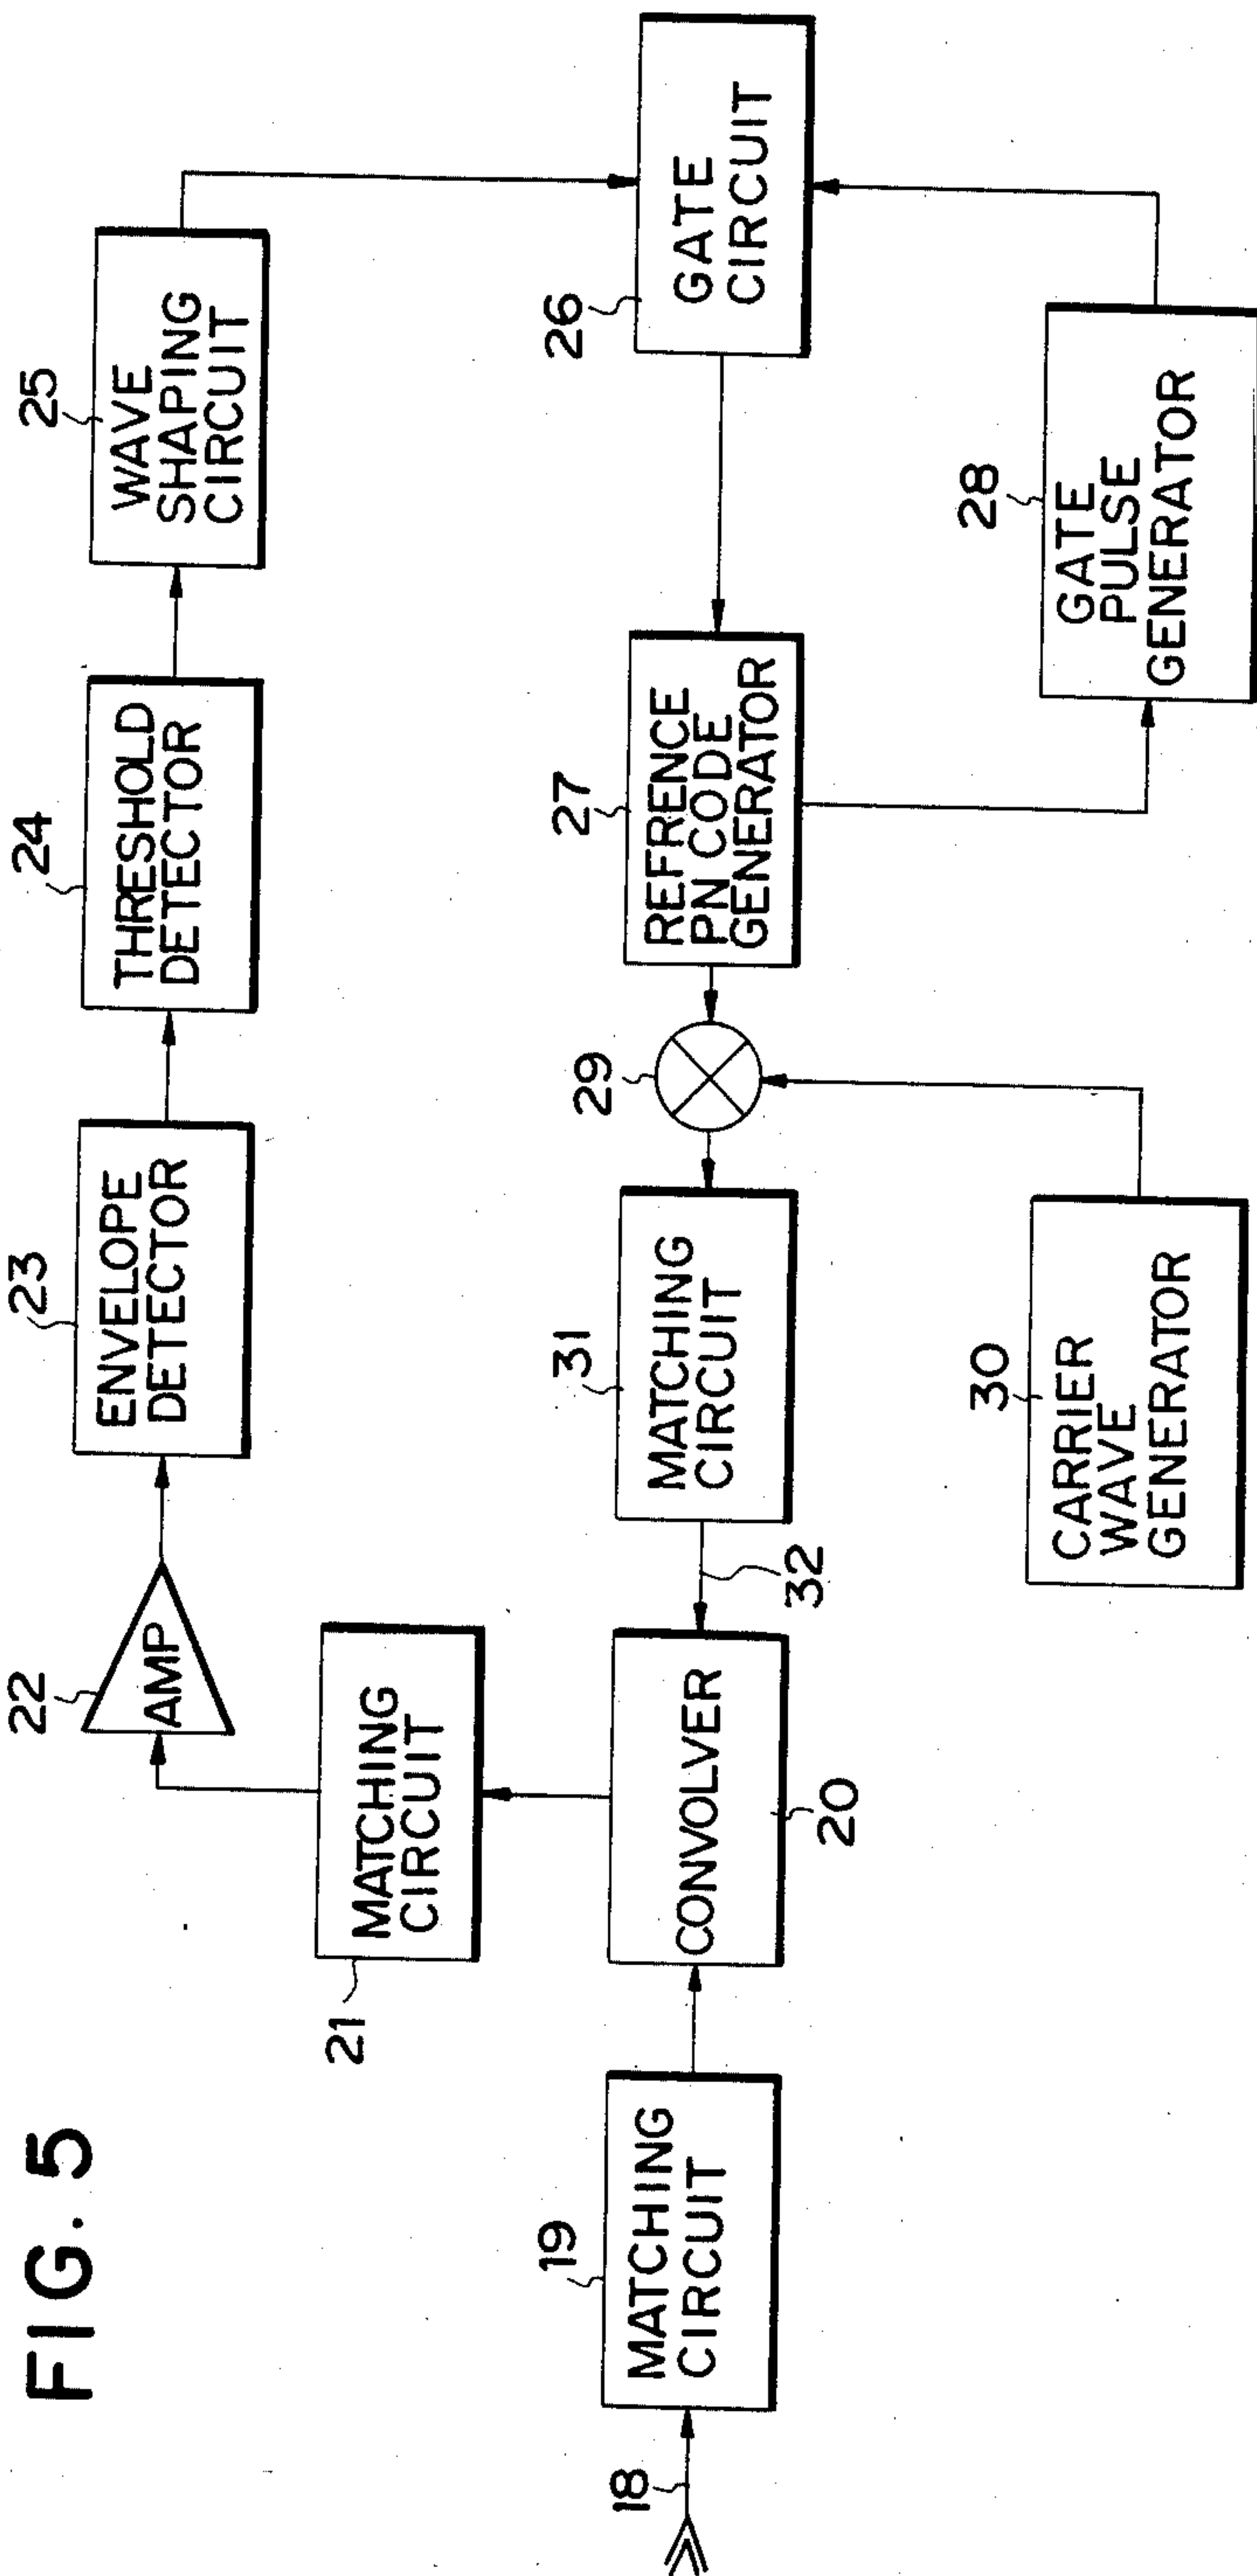 FIG. 5
22
AMP
23
ENVELOPE
DETECTOR
24
THRESHOLD
DETECTOR
25
WAVE
SHAPING
CIRCUIT
21
MATCHING
CIRCUIT
18
19
MATCHING
CIRCUIT
20
CONVOLVER
32
31
MATCHING
CIRCUIT
29
27
REFRENCE
PN CODE
GENERATOR
26
GATE
CIRCUIT
30
CARRIER
WAVE
GENERATOR
28
GATE
PULSE
GENERATOR